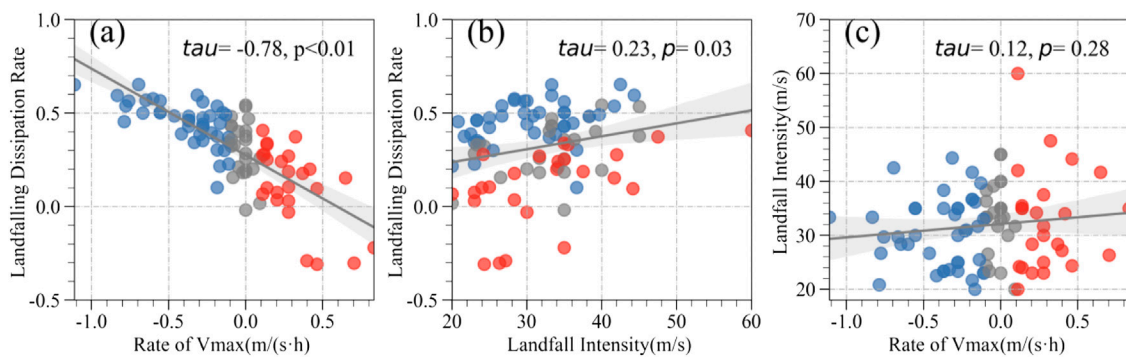 (a)
tau= -0.78, p<0.01
Landfalling Dissipation Rate
1.0
0.5
0.0
-0.5
-1.0 -0.5 0.0 0.5
Rate of Vmax(m/(s·h)
(b)
tau= 0.23, p= 0.03
Landfalling Dissipation Rate
1.0
0.5
0.0
-0.5
20 30 40 50 60
Landfall Intensity(m/s)
(c)
tau= 0.12, p= 0.28
Landfall Intensity(m/s)
70
60
50
40
30
20
-1.0 -0.5 0.0 0.5
Rate of Vmax(m/(s·h)